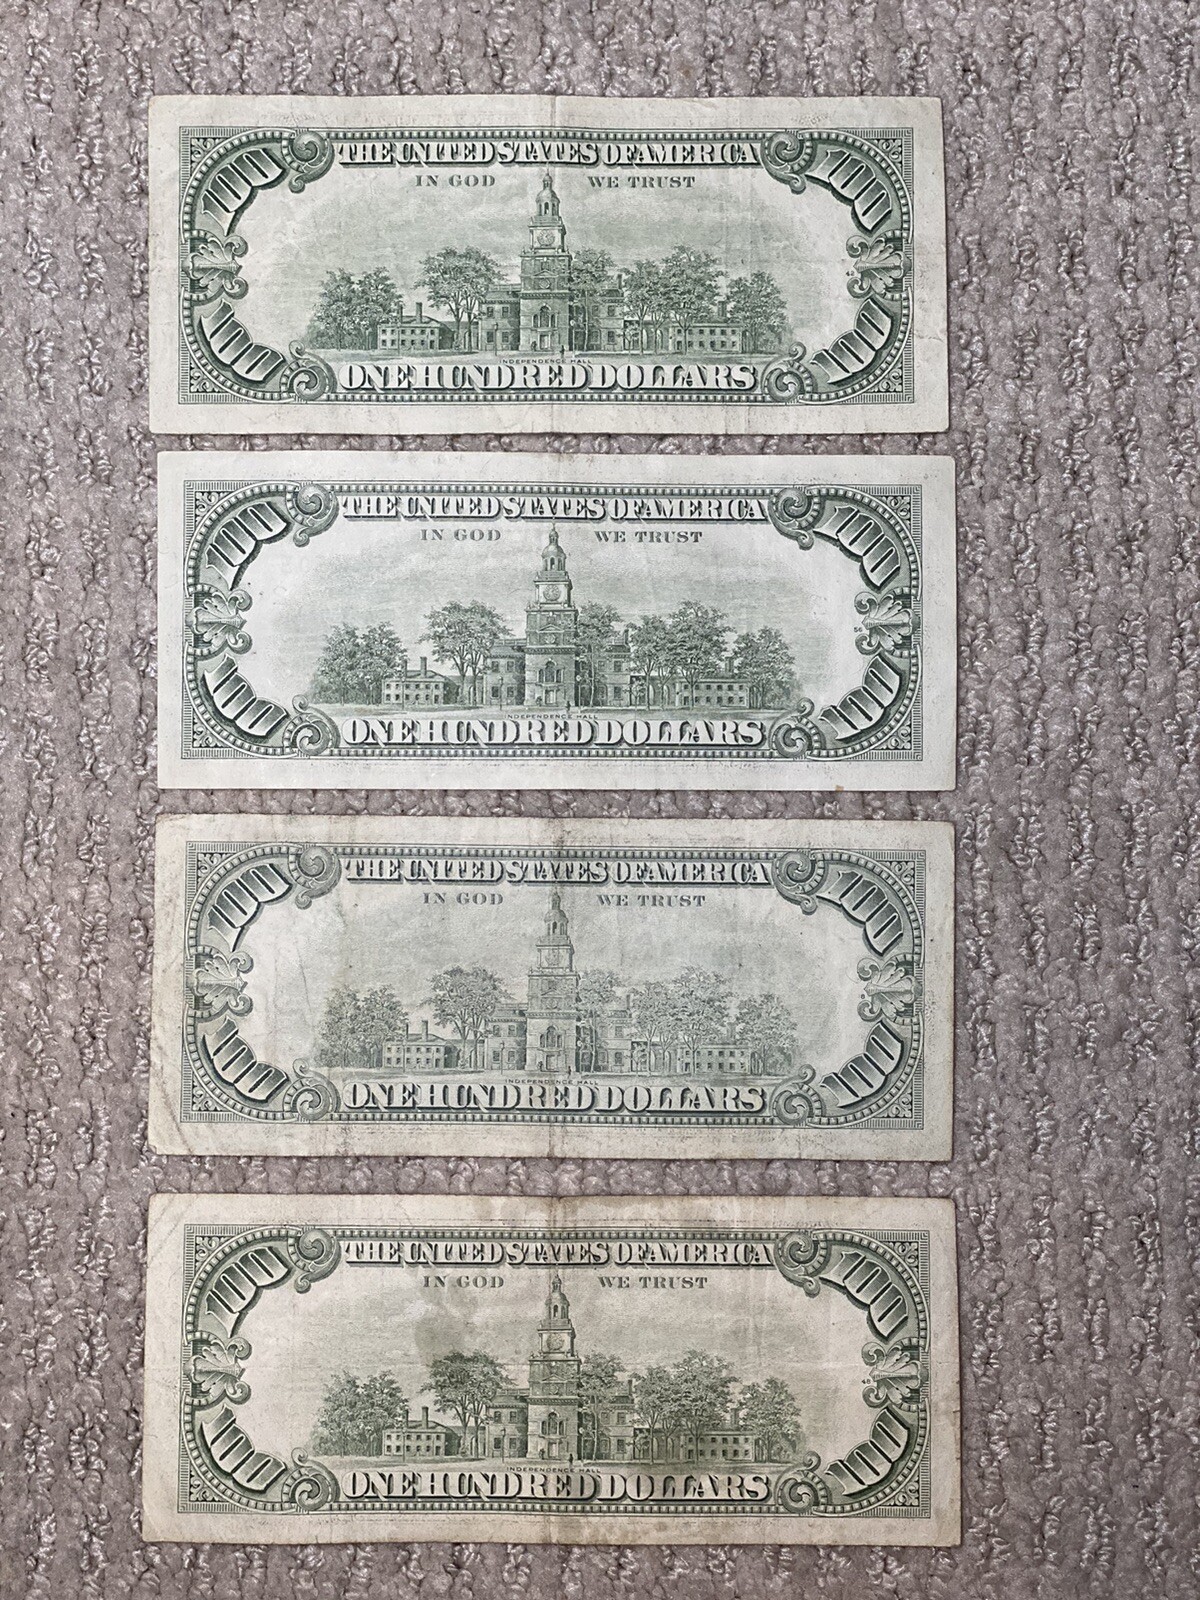 THE UNITED STATES OF AMERICA
100 100
IN GOD WE TRUST
100 100
INDEPENDENCE HALL
ONE HUNDRED DOLLARS
THE UNITED STATES OF AMERICA
100 100
IN GOD WE TRUST
100 100
INDEPENDENCE HALL
ONE HUNDRED DOLLARS
THE UNITED STATES OF AMERICA
100 100
IN GOD WE TRUST
100 100
INDEPENDENCE HALL
ONE HUNDRED DOLLARS
THE UNITED STATES OF AMERICA
100 100
IN GOD WE TRUST
100 100
INDEPENDENCE HALL
ONE HUNDRED DOLLARS